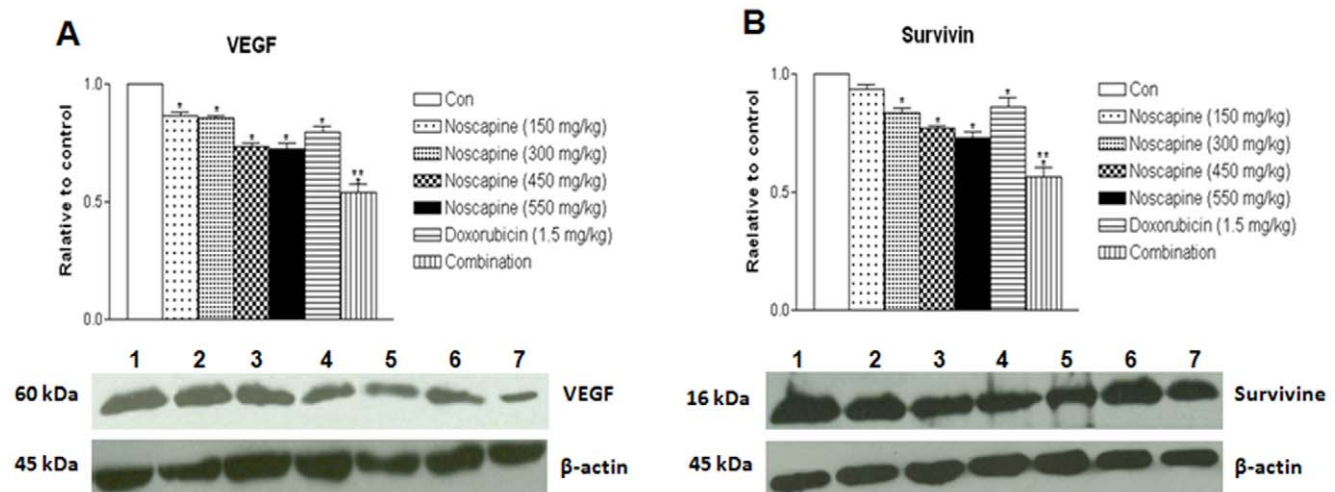 A
VEGF
Ralative to control
1.0
0.5
0.0
Con
Noscapine (150 mg/kg)
Noscapine (300 mg/kg)
Noscapine (450 mg/kg)
Noscapine (550 mg/kg)
Doxorubicin (1.5 mg/kg)
Combination
* * * * * ** *
1 2 3 4 5 6 7
60 kDa VEGF
45 kDa β-actin
B
Survivin
Raelative to control
1.0
0.5
0.0
Con
Noscapine (150 mg/kg)
Noscapine (300 mg/kg)
Noscapine (450 mg/kg)
Noscapine (550 mg/kg)
Doxorubicin (1.5 mg/kg)
Combination
* * * * ** *
1 2 3 4 5 6 7
16 kDa Survivine
45 kDa β-actin